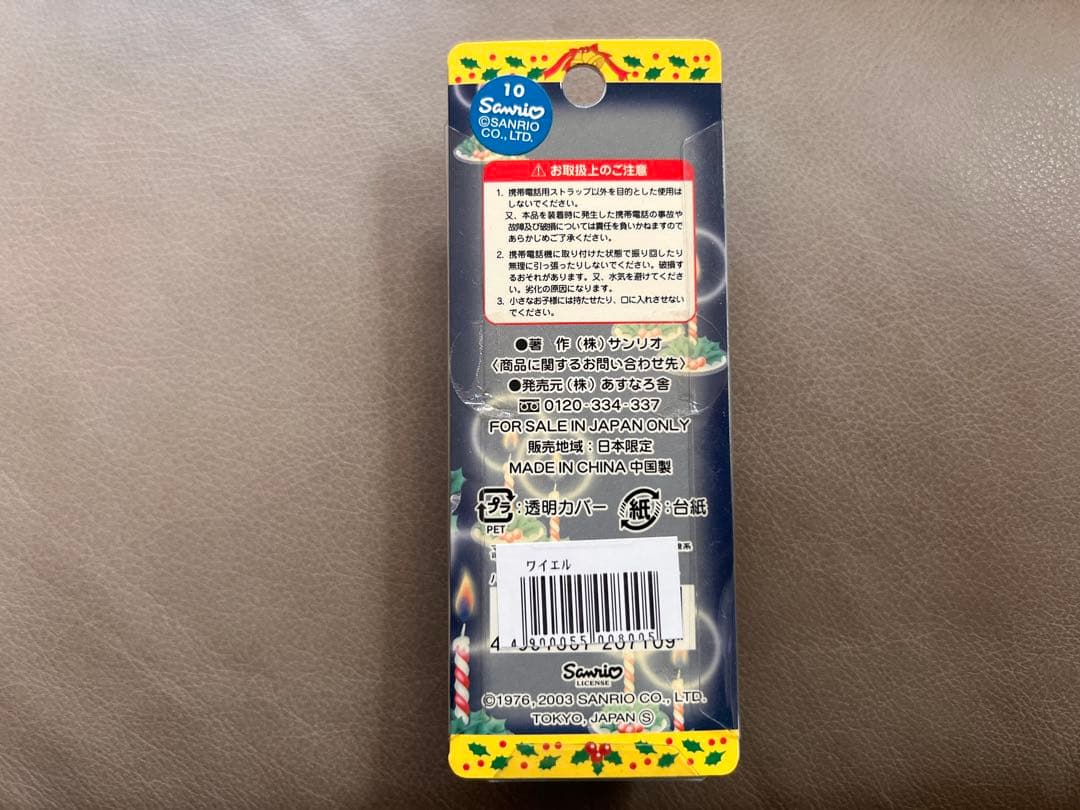 10
Sanrio
©SANRIO
CO., LTD.
⚠お取扱上のご注意
1. 携帯電話用ストラップ以外を目的とした使用は
しないでください。
又、本品を装着時に発生した携帯電話の事故や
故障及び破損については責任を負いかねますので
あらかじめご了承ください。
2. 携帯電話機に取り付けた状態で振り回したり
無理に引っ張ったりしないでください。破損す
るおそれがあります。又、水気を避けてくださ
い。劣化の原因になります。
3. 小さなお子様には持たせたり、口に入れさせない
でください。
●著 作(株)サンリオ
〈商品に関するお問い合わせ先〉
●発売元(株)あすなろ舎
0120-334-337
FOR SALE IN JAPAN ONLY
販売地域:日本限定
MADE IN CHINA 中国製
プラ:透明カバー 紙:台紙
PET
ワイエル
4900055 008005
Sanrio
LICENSE
©1976, 2003 SANRIO CO., LTD.
TOKYO, JAPAN Ⓢ